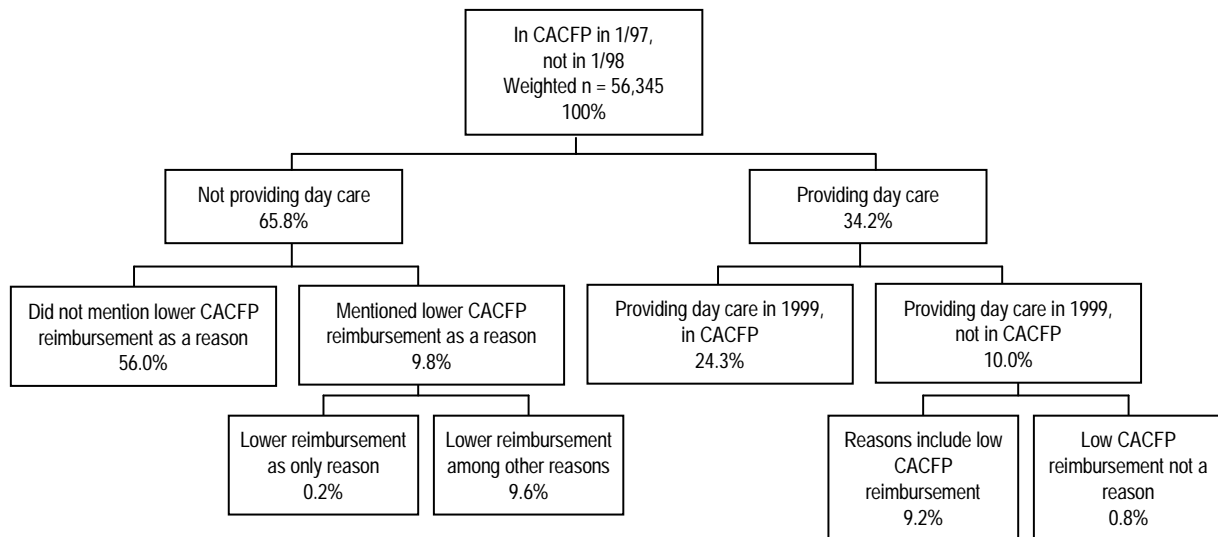 In CACFP in 1/97,
not in 1/98
Weighted n = 56,345
100%
Not providing day care
65.8%
Providing day care
34.2%
Did not mention lower CACFP
reimbursement as a reason
56.0%
Mentioned lower CACFP
reimbursement as a reason
9.8%
Providing day care in 1999,
in CACFP
24.3%
Providing day care in 1999,
not in CACFP
10.0%
Lower reimbursement
as only reason
0.2%
Lower reimbursement
among other reasons
9.6%
Reasons include low
CACFP
reimbursement
9.2%
Low CACFP
reimbursement not a
reason
0.8%